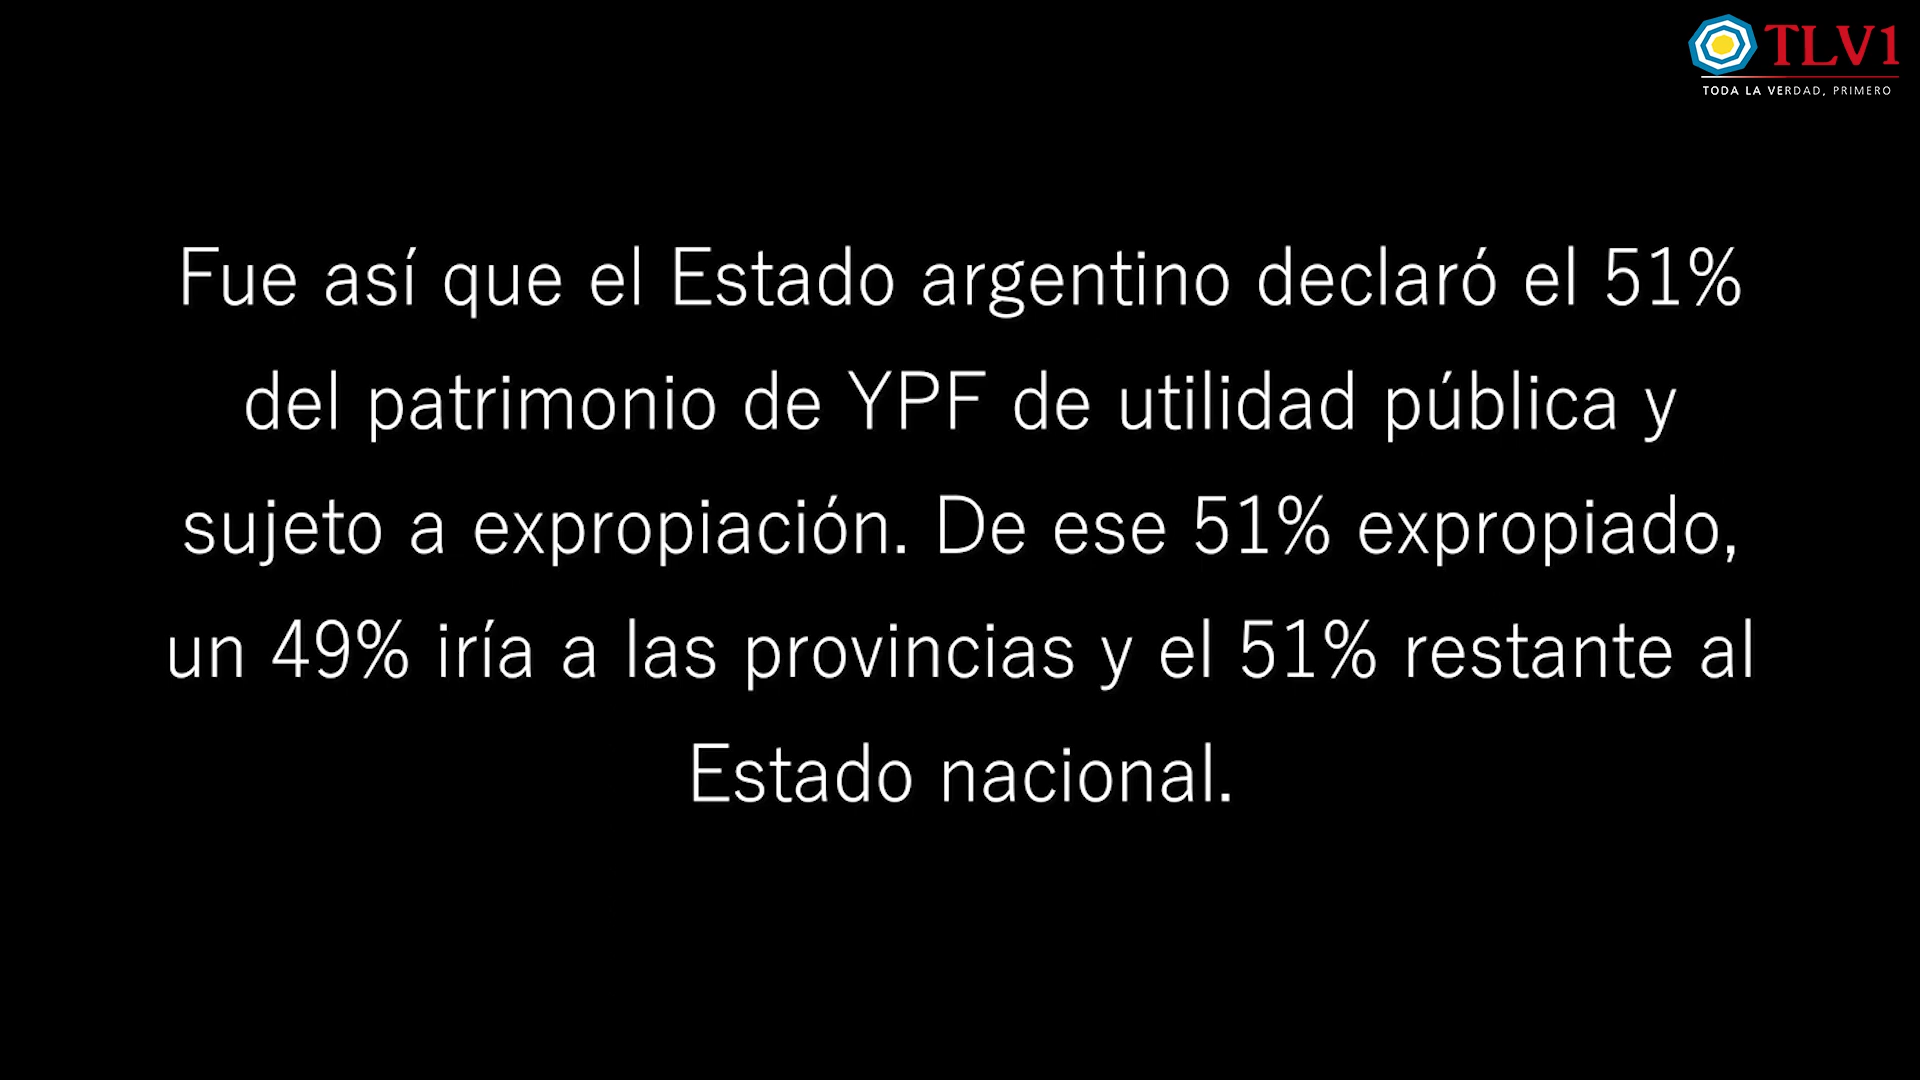 TLV1
TODA LA VERDAD, PRIMERO
Fue así que el Estado argentino declaró el 51%
del patrimonio de YPF de utilidad pública y
sujeto a expropiación. De ese 51% expropiado,
un 49% iría a las provincias y el 51% restante al
Estado nacional.